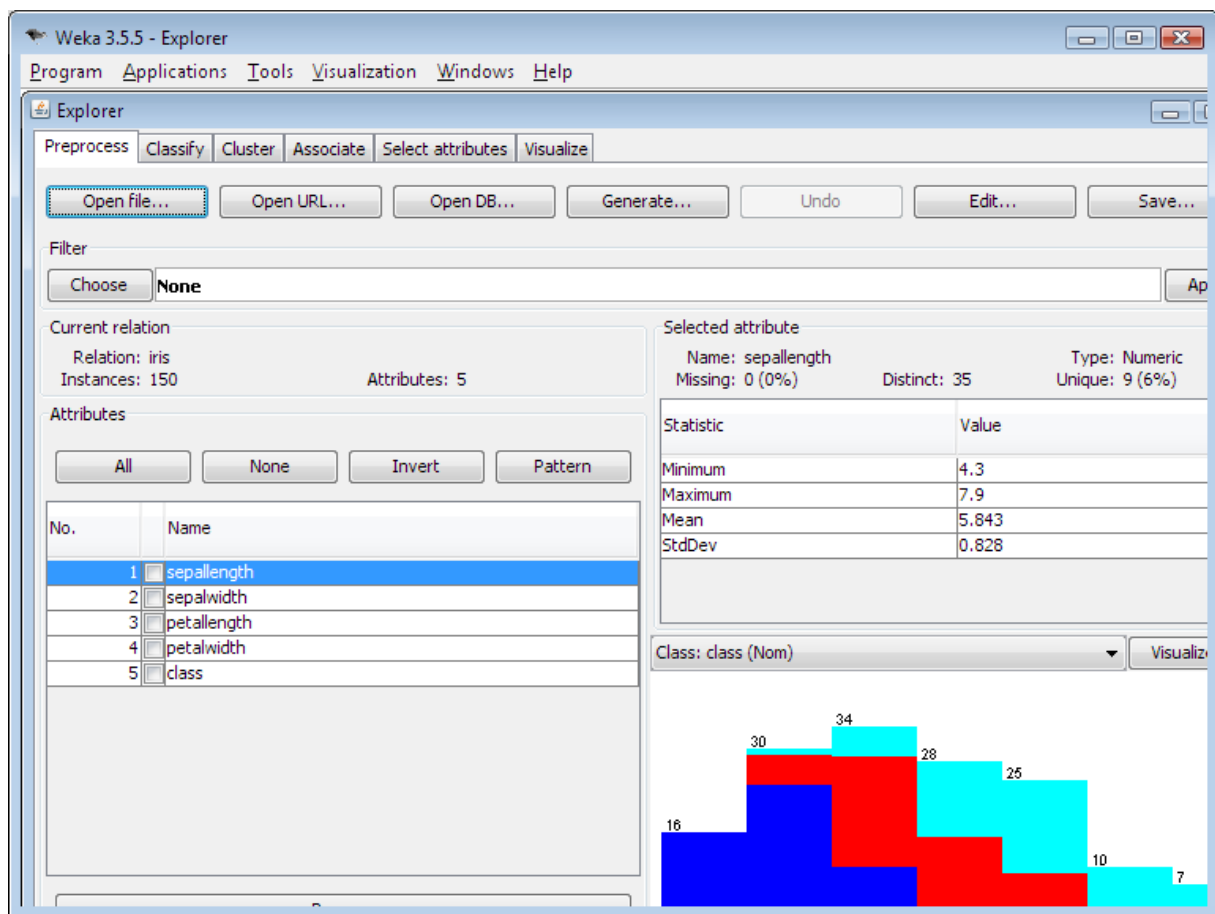 Weka 3.5.5 - Explorer
Program Applications Tools Visualization Windows Help
Explorer
Preprocess Classify Cluster Associate Select attributes Visualize
Open file... Open URL... Open DB... Generate... Undo Edit... Save...
Filter
Choose None Ap
Current relation
Relation: iris
Instances: 150 Attributes: 5
Attributes
All None Invert Pattern
No. Name
1 sepallength
2 sepalwidth
3 petallength
4 petalwidth
5 class
Selected attribute
Name: sepallength Type: Numeric
Missing: 0 (0%) Distinct: 35 Unique: 9 (6%)
Statistic Value
Minimum 4.3
Maximum 7.9
Mean 5.843
StdDev 0.828
Class: class (Nom) Visualiz
16
30
34
28
25
10
7